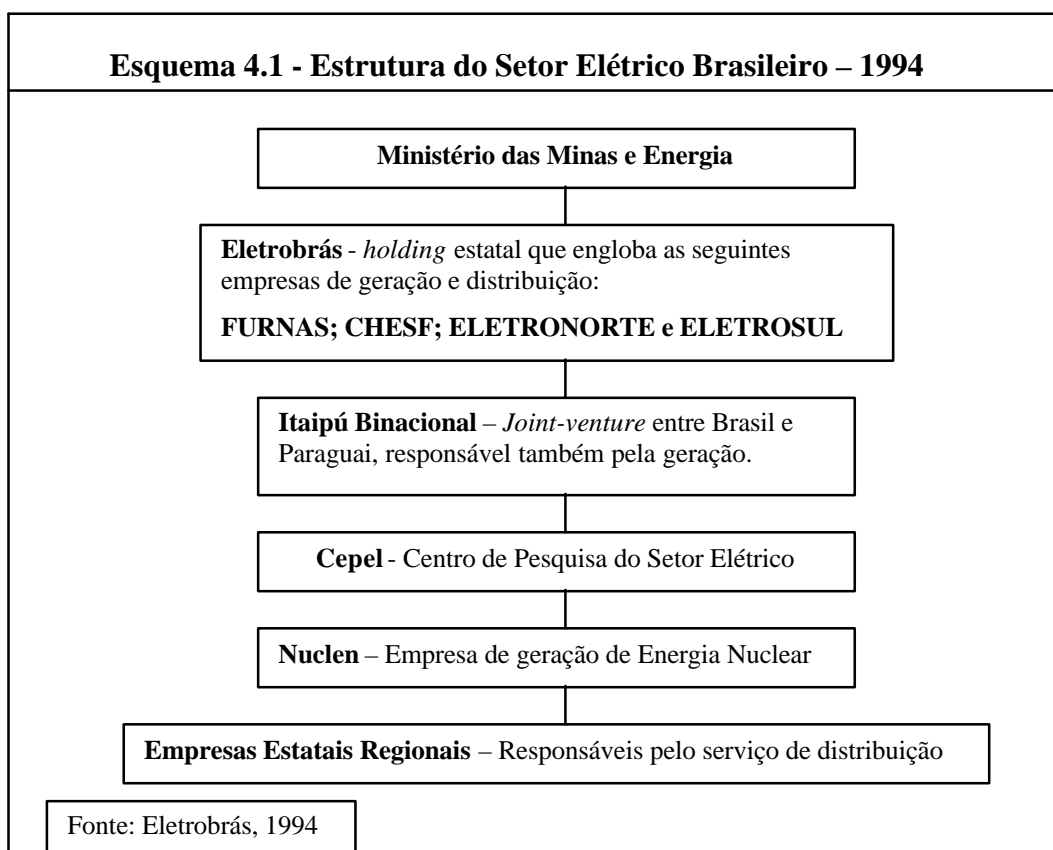 Esquema 4.1 - Estrutura do Setor Elétrico Brasileiro – 1994
Ministério das Minas e Energia
Eletrobrás - holding estatal que engloba as seguintes
empresas de geração e distribuição:
FURNAS; CHESF; ELETRONORTE e ELETROSUL
Itaipú Binacional – Joint-venture entre Brasil e
Paraguai, responsável também pela geração.
Cepel - Centro de Pesquisa do Setor Elétrico
Nuclen – Empresa de geração de Energia Nuclear
Empresas Estatais Regionais – Responsáveis pelo serviço de distribuição
Fonte: Eletrobrás, 1994